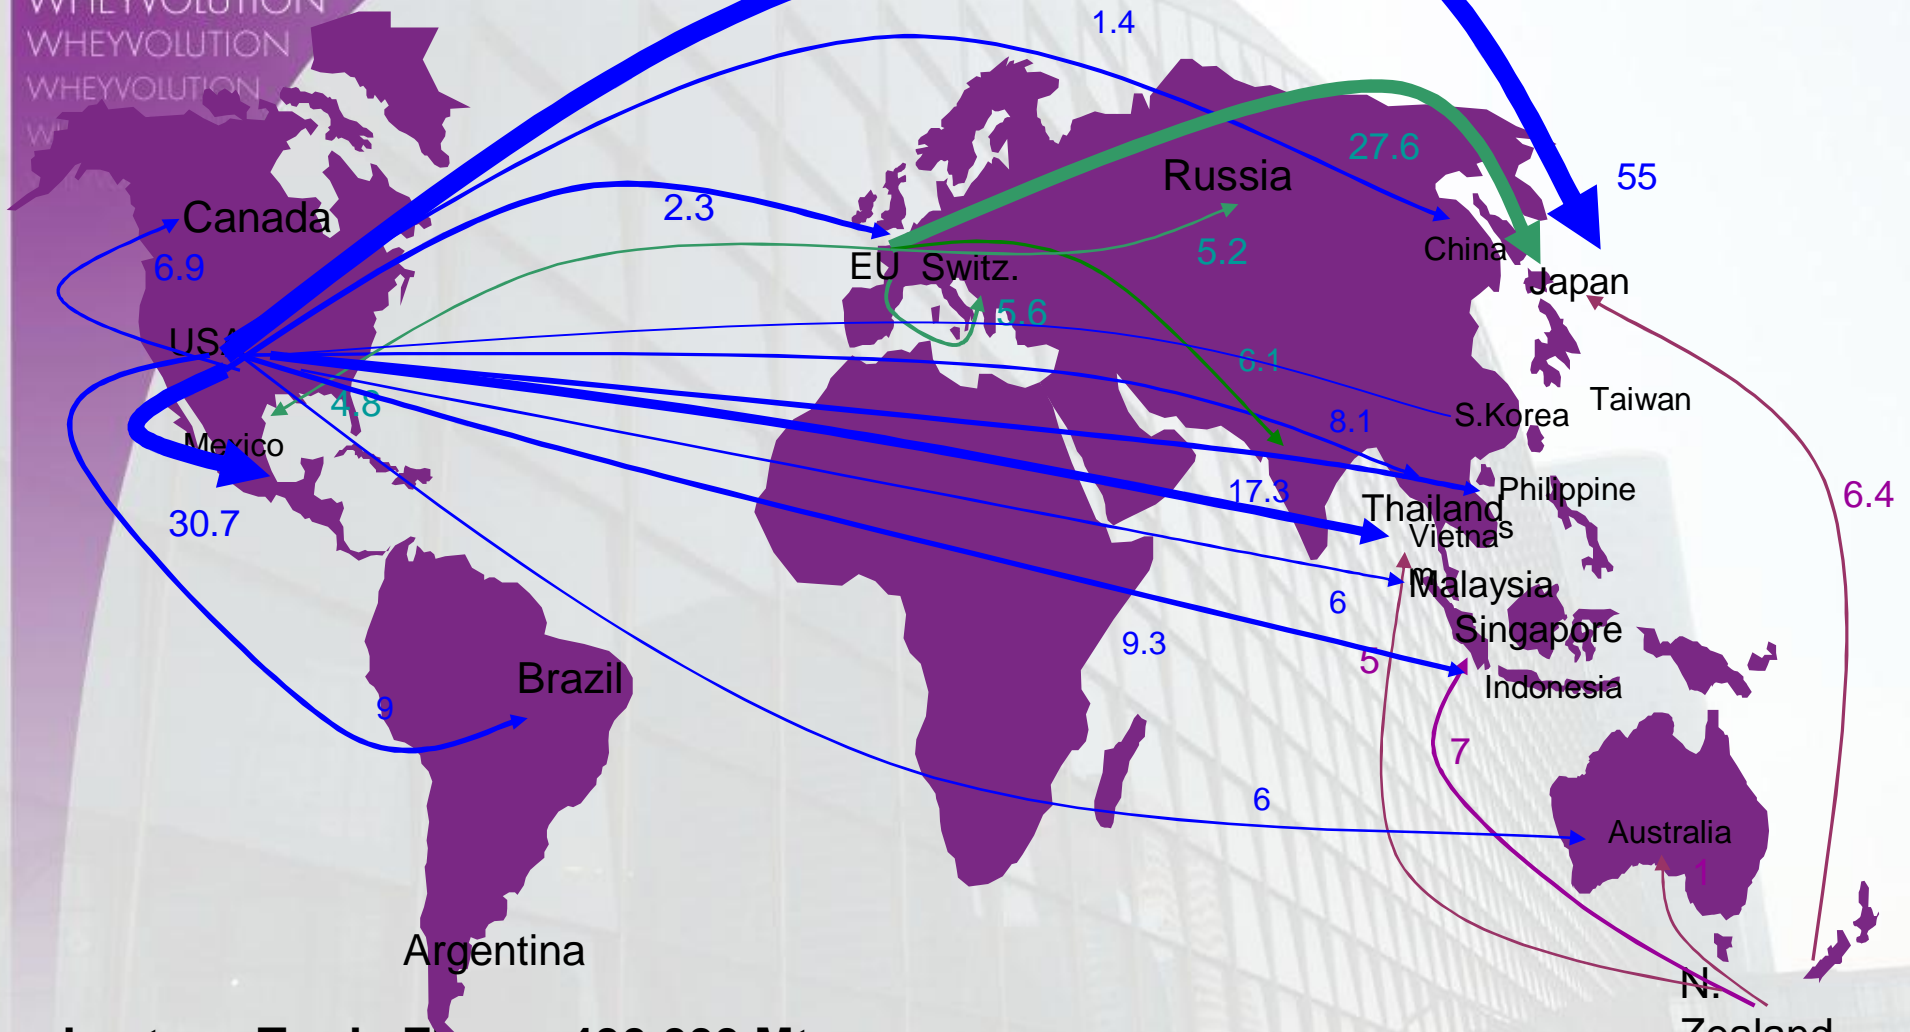 WHEYVOLUTION
WHEYVOLUTION
WHEYVOLUTION
1.4
27.6
55
Russia
2.3
Canada
5.2
China
6.9
EU Switz.
Japan
5.6
USA
6.1
4.8
Taiwan
8.1
S.Korea
Mexico
17.3
Philippine
s
6.4
30.7
Thailand
Vietna
m
Malaysia
6
Singapore
9.3
5
Brazil
Indonesia
9
7
6
Australia
1
Argentina
N.
Zealand